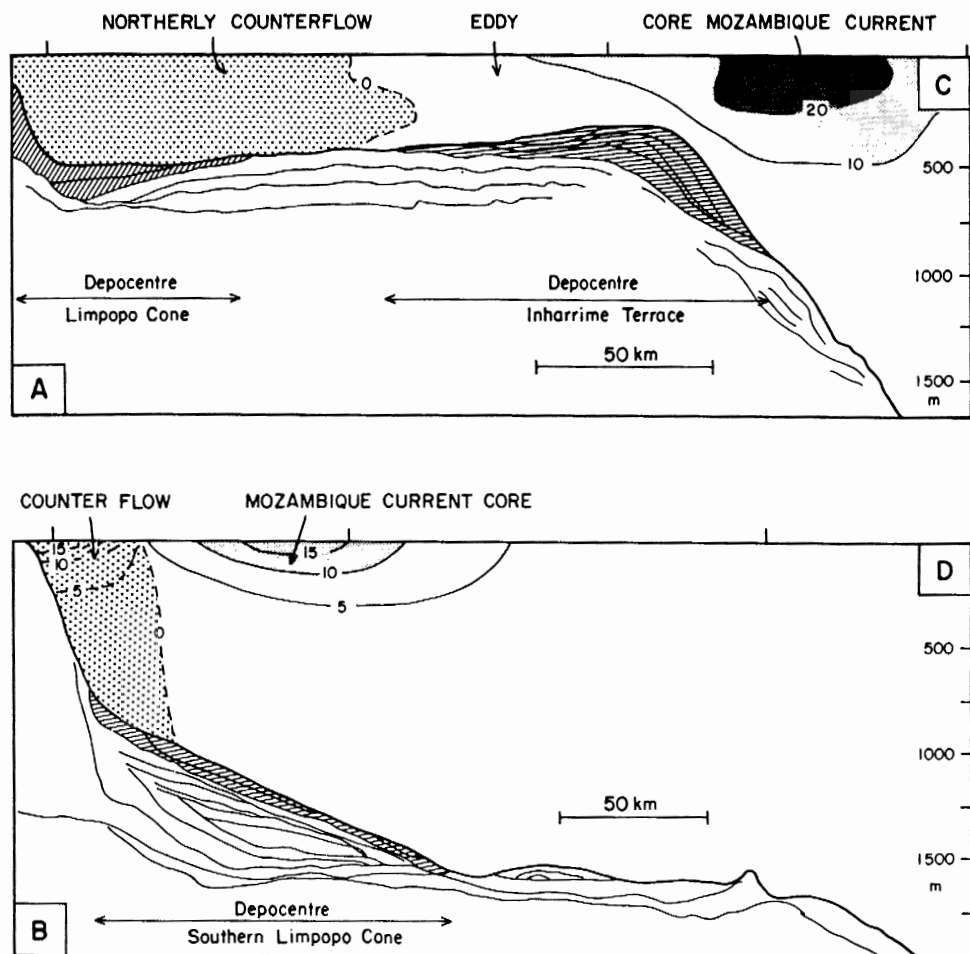 NORTHERLY COUNTERFLOW EDDY CORE MOZAMBIQUE CURRENT
C
0
20
10
500
Depocentre
Limpopo Cone
Depocentre
Inharrime Terrace
1000
50 km
A
1500
m
COUNTER FLOW MOZAMBIQUE CURRENT CORE
15
10
5
0
15
10
5
D
500
1000
50 km
1500
m
B
Depocentre
Southern Limpopo Cone